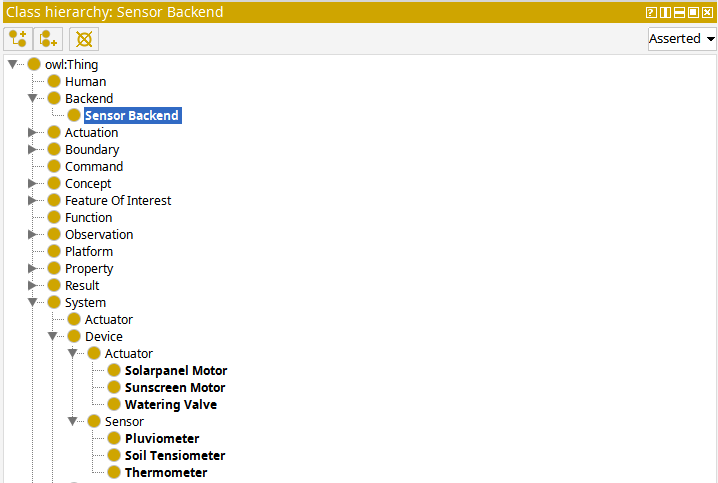 Class hierarchy: Sensor Backend
Asserted
owl:Thing
Human
Backend
Sensor Backend
Actuation
Boundary
Command
Concept
Feature Of Interest
Function
Observation
Platform
Property
Result
System
Actuator
Device
Actuator
Solarpanel Motor
Sunscreen Motor
Watering Valve
Sensor
Pluviometer
Soil Tensiometer
Thermometer